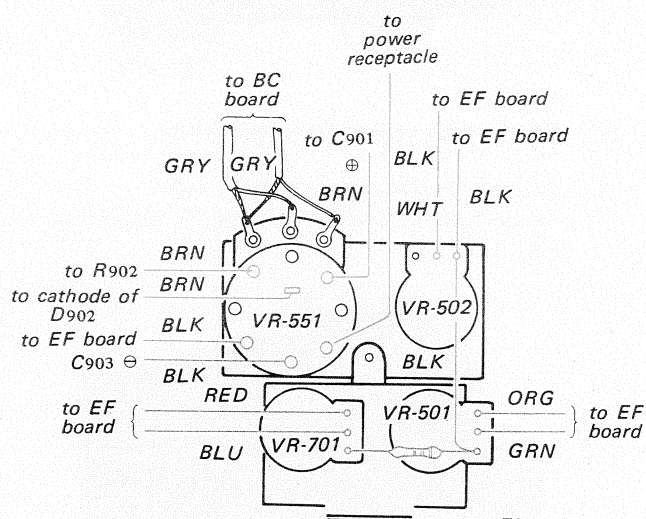 to
power
receptacle
to BC
board
to EF board
to C901
⊕
to EF board
GRY
GRY
BLK
BRN
BLK
WHT
BRN
to R902
BRN
to cathode of
D902
VR-551
VR-502
BLK
to EF board
C903 ⊖
BLK
BLK
RED
VR-501
ORG
to EF
board
to EF
board
BLU
VR-701
GRN